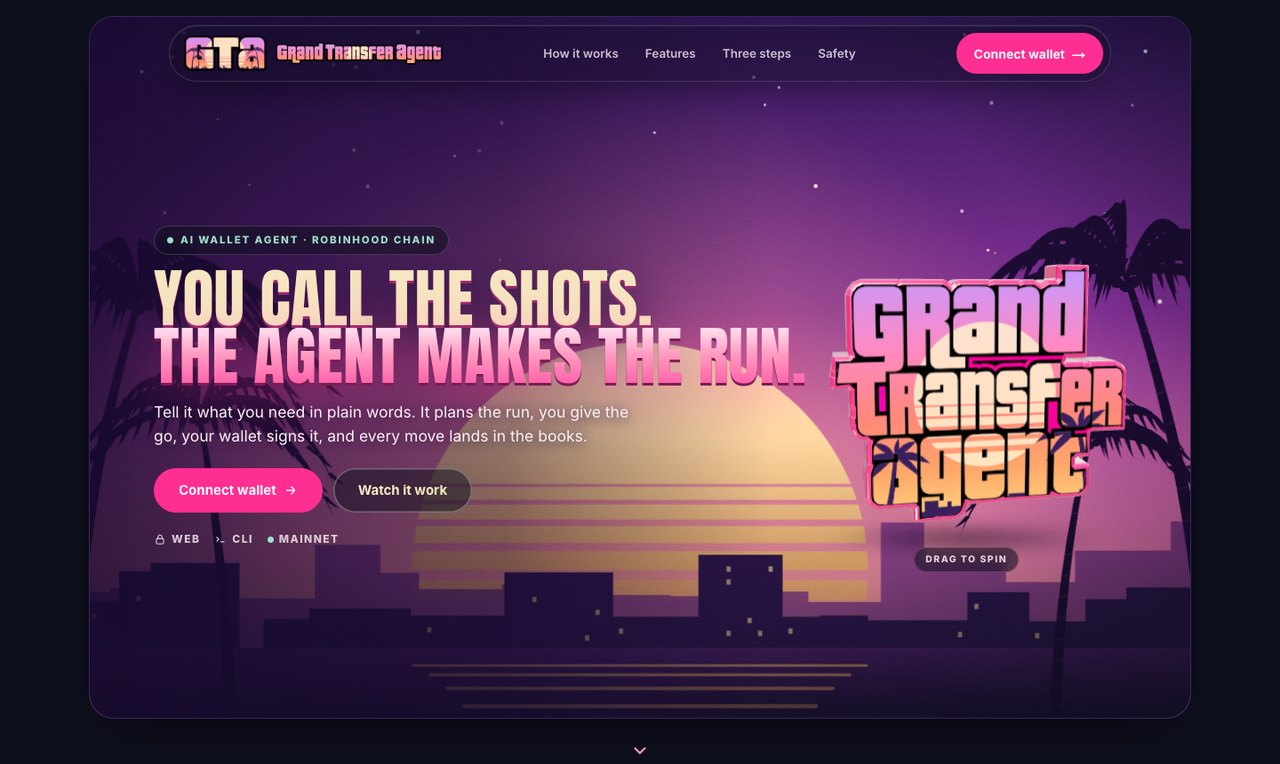 GTA Grand Transfer Agent
How it works
Features
Three steps
Safety
Connect wallet →
AI WALLET AGENT · ROBINHOOD CHAIN
YOU CALL THE SHOTS.
THE AGENT MAKES THE RUN.
Tell it what you need in plain words. It plans the run, you give the
go, your wallet signs it, and every move lands in the books.
Connect wallet →
Watch it work
WEB
CLI
MAINNET
Grand
Transfer
agent
DRAG TO SPIN